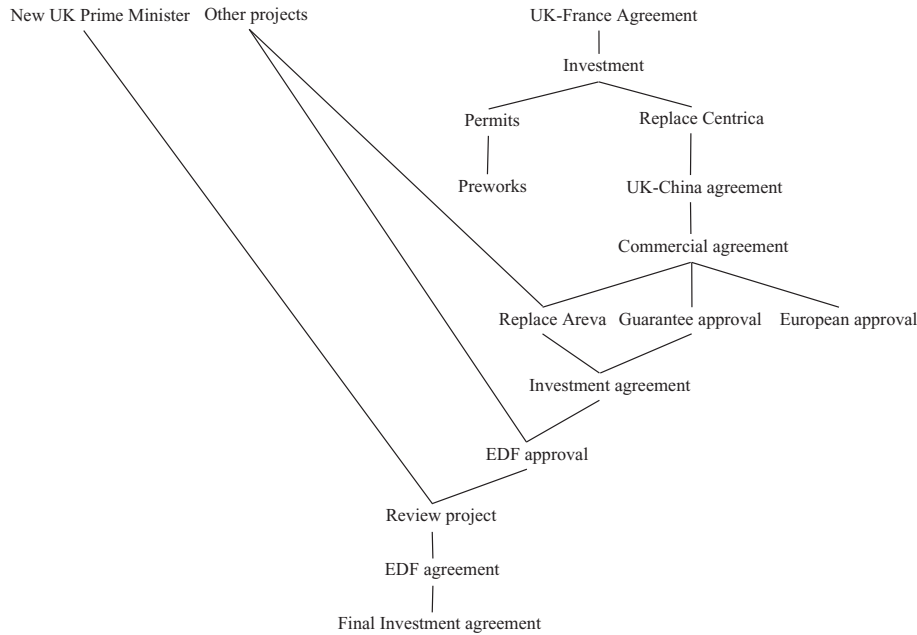 New UK Prime Minister
Other projects
UK-France Agreement
Investment
Permits
Replace Centrica
Preworks
UK-China agreement
Commercial agreement
Replace Areva
Guarantee approval
European approval
Investment agreement
EDF approval
Review project
EDF agreement
Final Investment agreement